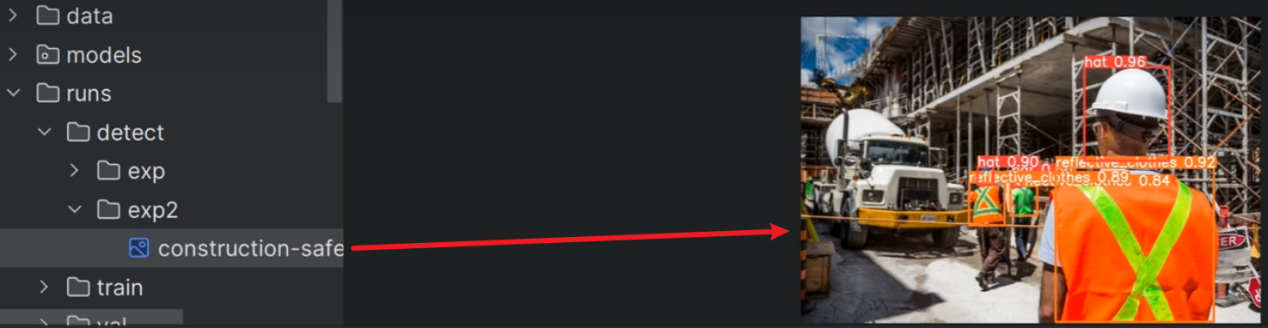 data
models
runs
detect
exp
exp2
construction-safe
train
val
hat 0.96
hat 0.90
reflective_clothes 0.92
reflective_clothes 0.89
0.84